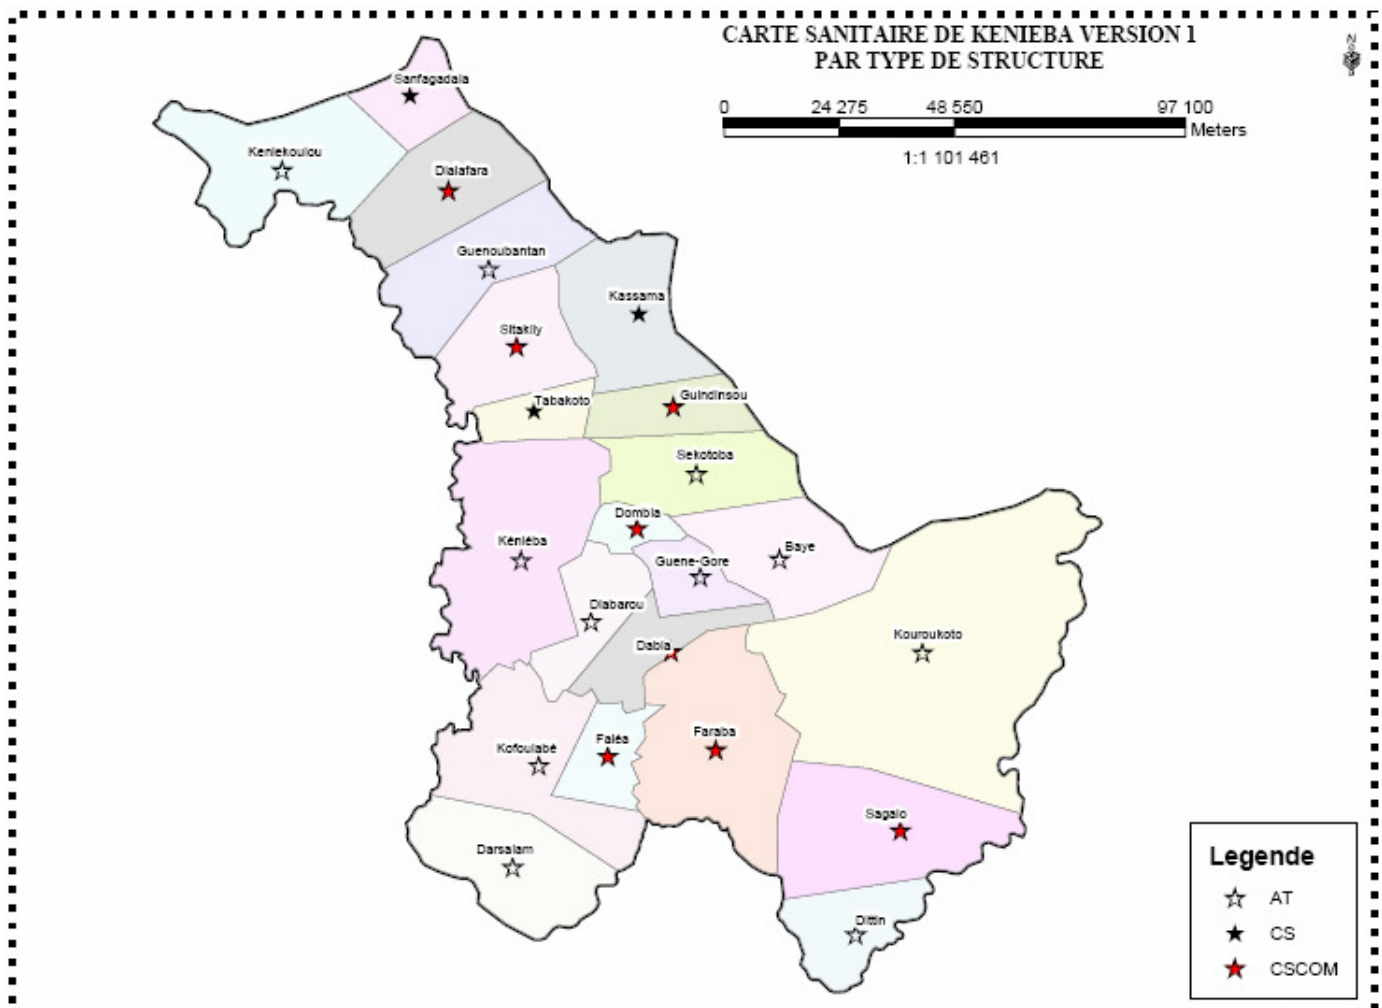 CARTE SANITAIRE DE KENIEBA VERSION 1
PAR TYPE DE STRUCTURE
N
0 24 275 48 550 97 100
Meters
1:1 101 461
Sanfagadala
Keniekoulou
Dialafara
Guenoubantan
Kassama
Sitakily
Tabakoto
Guindinsou
Sekotoba
Dombia
Kéniéba
Guene-Gore
Baye
Diabarou
Dabia
Kouroukoto
Kofoulabé
Faléa
Faraba
Sagalo
Darsalam
Dittin
Legende
AT
CS
CSCOM